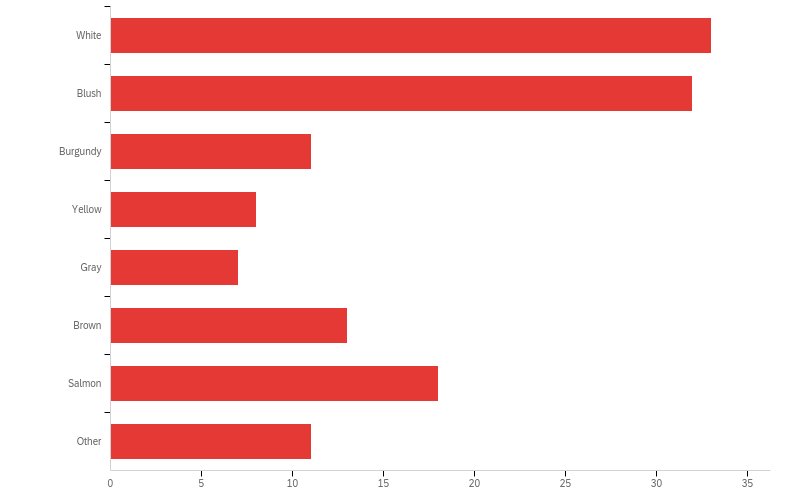 White
Blush
Burgundy
Yellow
Gray
Brown
Salmon
Other
0 5 10 15 20 25 30 35